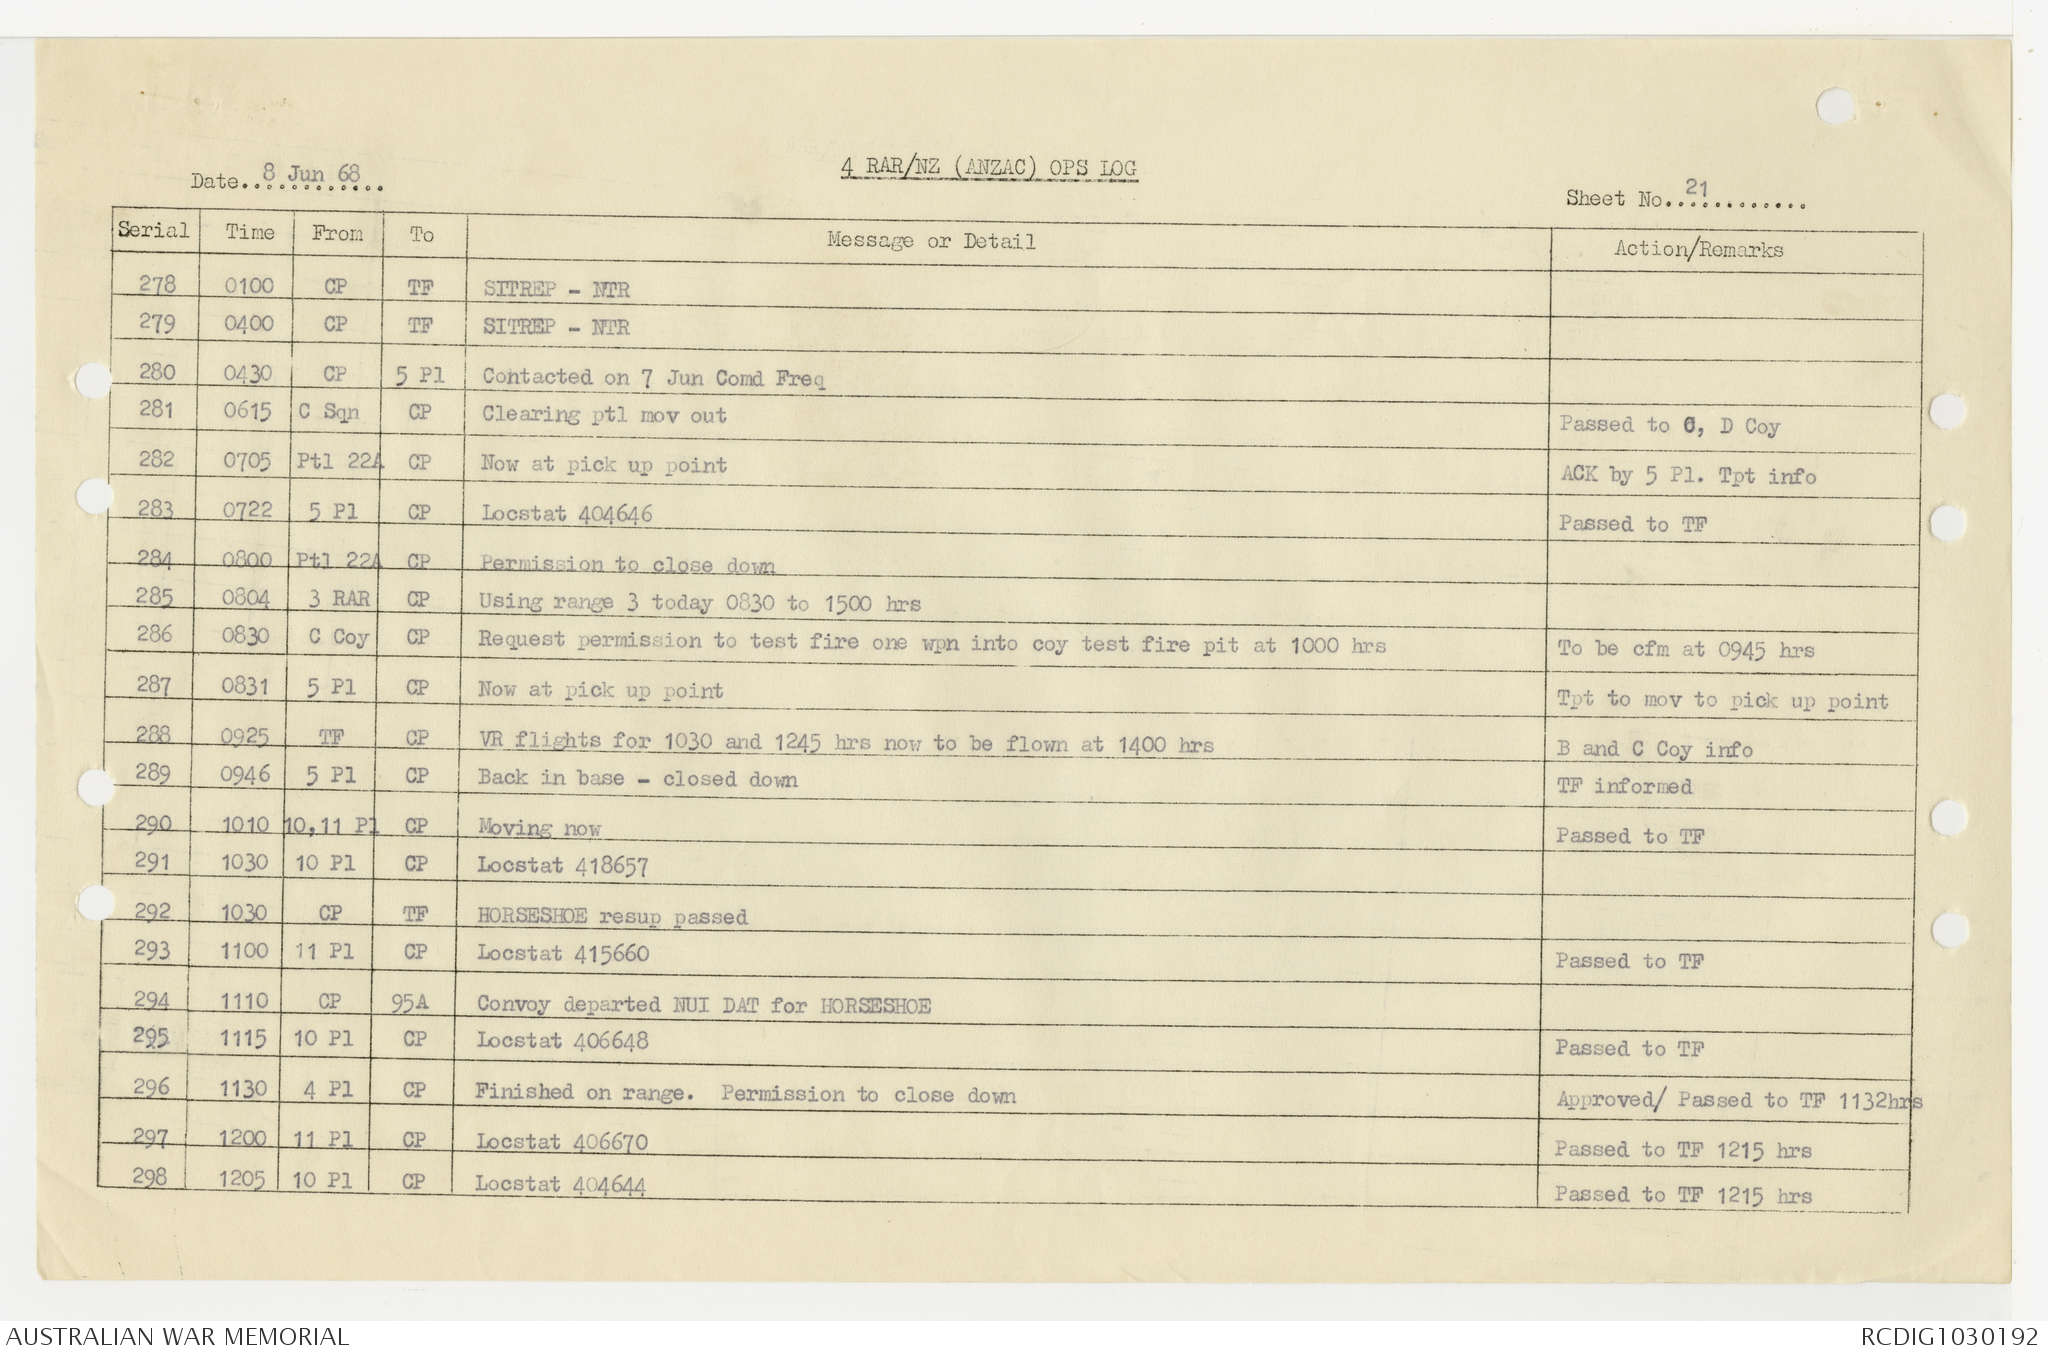 4 RAR/NZ (ANZAC) OPS LOG
Date. 8 Jun 68
Sheet No. 21
Serial Time From To Message or Detail Action/Remarks
278 0100 CP TF SITREP - NTR
279 0400 CP TF SITREP - NTR
280 0430 CP 5 Pl Contacted on 7 Jun Comd Freq
281 0615 C Sqn CP Clearing ptl mov out Passed to C, D Coy
282 0705 Ptl 22A CP Now at pick up point ACK by 5 Pl. Tpt info
283 0722 5 Pl CP Locstat 404646 Passed to TF
284 0800 Ptl 22A CP Permission to close down
285 0804 3 RAR CP Using range 3 today 0830 to 1500 hrs
286 0830 C Coy CP Request permission to test fire one wpn into coy test fire pit at 1000 hrs To be cfm at 0945 hrs
287 0831 5 Pl CP Now at pick up point Tpt to mov to pick up point
288 0925 TF CP VR flights for 1030 and 1245 hrs now to be flown at 1400 hrs B and C Coy info
289 0946 5 Pl CP Back in base - closed down TF informed
290 1010 10,11 Pl CP Moving now Passed to TF
291 1030 10 Pl CP Locstat 418657
292 1030 CP TF HORSESHOE resup passed
293 1100 11 Pl CP Locstat 415660 Passed to TF
294 1110 CP 95A Convoy departed NUI DAT for HORSESHOE
295 1115 10 Pl CP Locstat 406648 Passed to TF
296 1130 4 Pl CP Finished on range. Permission to close down Approved/ Passed to TF 1132hrs
297 1200 11 Pl CP Locstat 406670 Passed to TF 1215 hrs
298 1205 10 Pl CP Locstat 404644 Passed to TF 1215 hrs
AUSTRALIAN WAR MEMORIAL
RCDIG1030192